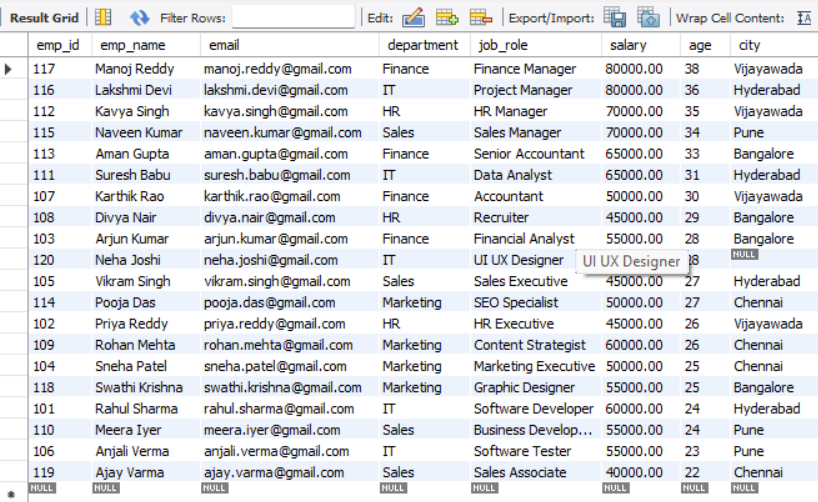 Result Grid Filter Rows: Edit: Export/Import: Wrap Cell Content: IA
emp_id emp_name email department job_role salary age city
117 Manoj Reddy manoj.reddy@gmail.com Finance Finance Manager 80000.00 38 Vijayawada
116 Lakshmi Devi lakshmi.devi@gmail.com IT Project Manager 80000.00 36 Hyderabad
112 Kavya Singh kavya.singh@gmail.com HR HR Manager 70000.00 35 Vijayawada
115 Naveen Kumar naveen.kumar@gmail.com Sales Sales Manager 70000.00 34 Pune
113 Aman Gupta aman.gupta@gmail.com Finance Senior Accountant 65000.00 33 Bangalore
111 Suresh Babu suresh.babu@gmail.com IT Data Analyst 65000.00 31 Hyderabad
107 Karthik Rao karthik.rao@gmail.com Finance Accountant 50000.00 30 Vijayawada
108 Divya Nair divya.nair@gmail.com HR Recruiter 45000.00 29 Bangalore
103 Arjun Kumar arjun.kumar@gmail.com Finance Financial Analyst 55000.00 28 Bangalore
120 Neha Joshi neha.joshi@gmail.com IT UI UX Designer UI UX Designer 8 NULL
105 Vikram Singh vikram.singh@gmail.com Sales Sales Executive 45000.00 27 Hyderabad
114 Pooja Das pooja.das@gmail.com Marketing SEO Specialist 50000.00 27 Chennai
102 Priya Reddy priya.reddy@gmail.com HR HR Executive 45000.00 26 Vijayawada
109 Rohan Mehta rohan.mehta@gmail.com Marketing Content Strategist 60000.00 26 Chennai
104 Sneha Patel sneha.patel@gmail.com Marketing Marketing Executive 50000.00 25 Chennai
118 Swathi Krishna swathi.krishna@gmail.com Marketing Graphic Designer 55000.00 25 Bangalore
101 Rahul Sharma rahul.sharma@gmail.com IT Software Developer 60000.00 24 Hyderabad
110 Meera Iyer meera.iyer@gmail.com Sales Business Develop... 55000.00 24 Pune
106 Anjali Verma anjali.verma@gmail.com IT Software Tester 55000.00 23 Pune
119 Ajay Varma ajay.varma@gmail.com Sales Sales Associate 40000.00 22 Chennai
NULL NULL NULL NULL NULL NULL NULL NULL